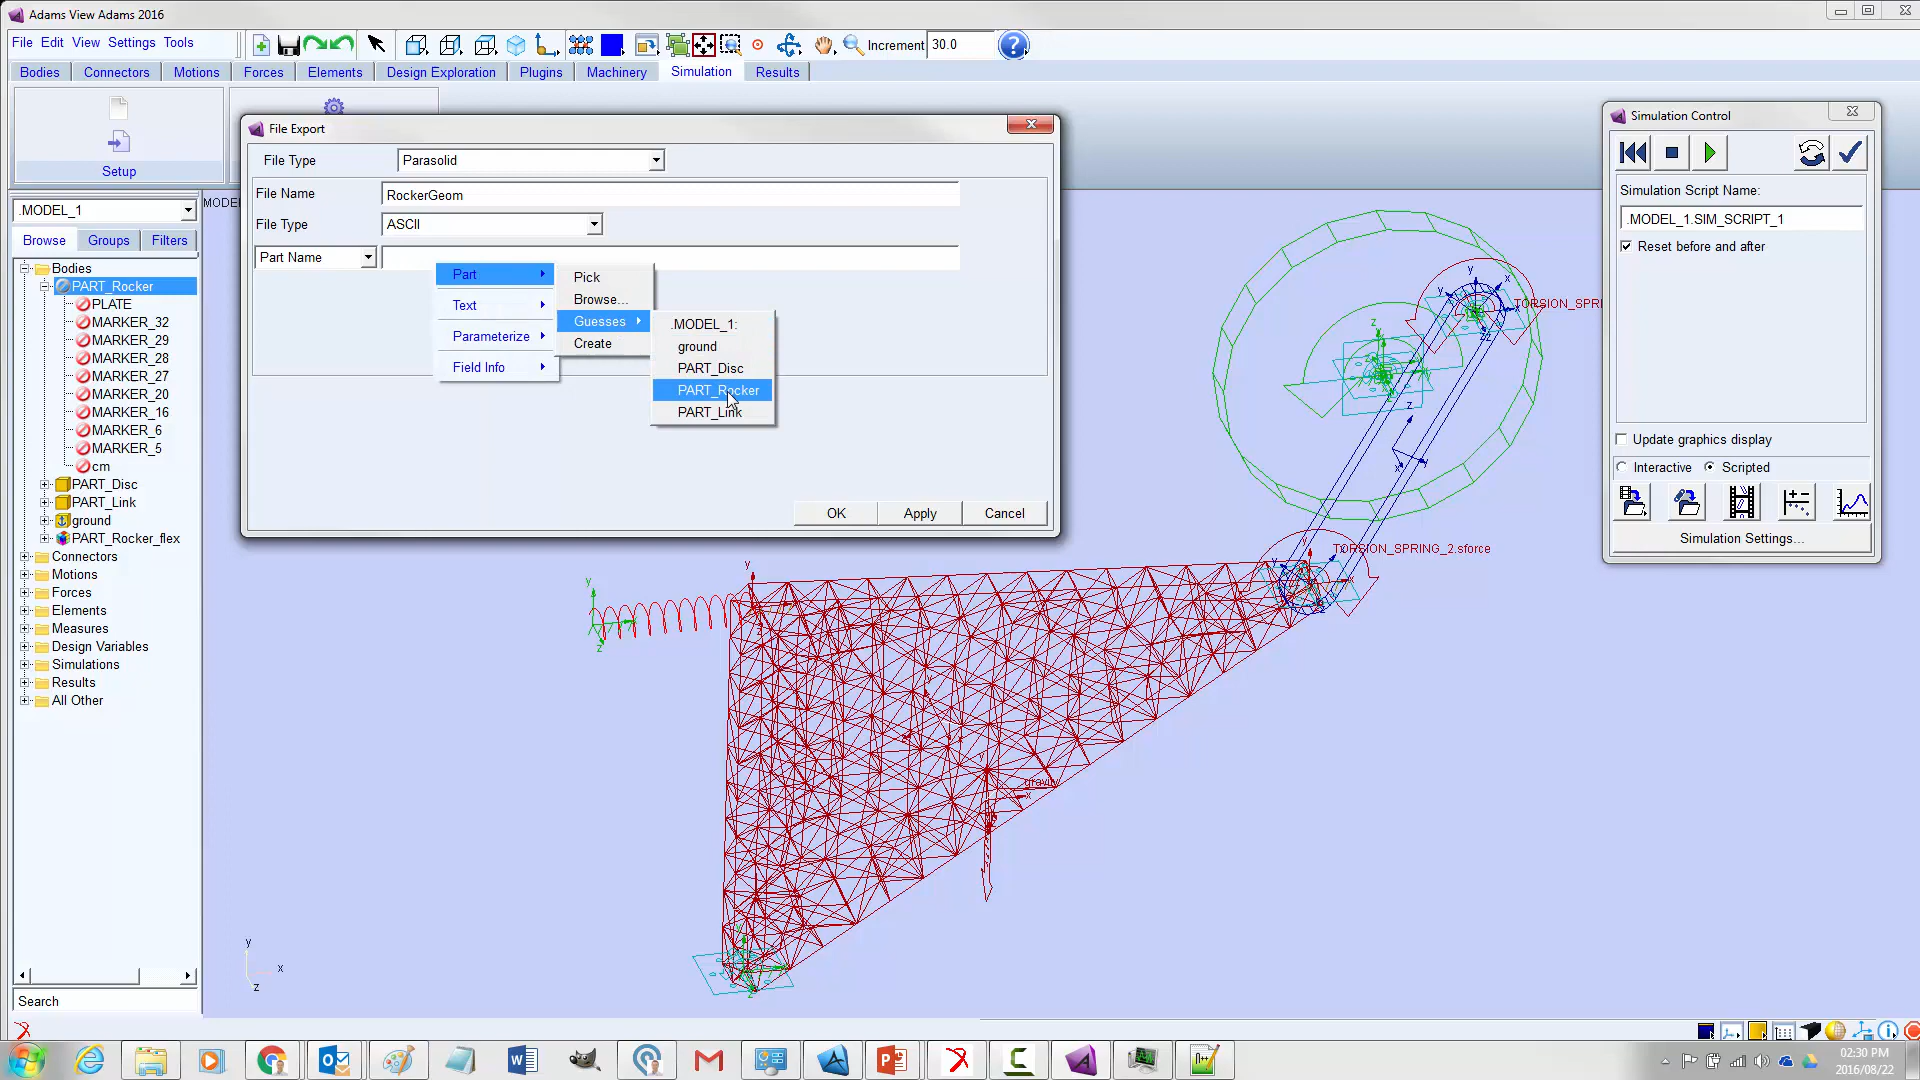 Adams View Adams 2016
File Edit View Settings Tools
Increment 30.0
Bodies Connectors Motions Forces Elements Design Exploration Plugins Machinery Simulation Results
Setup
File Export
File Type Parasolid
File Name RockerGeom
File Type ASCII
Part Name
Part
Text
Parameterize
Field Info
Pick
Browse...
Guesses
Create
.MODEL_1:
ground
PART_Disc
PART_Rocker
PART_Link
OK Apply Cancel
.MODEL_1
Browse Groups Filters
Bodies
PART_Rocker
PLATE
MARKER_32
MARKER_29
MARKER_28
MARKER_27
MARKER_20
MARKER_16
MARKER_6
MARKER_5
cm
PART_Disc
PART_Link
ground
PART_Rocker_flex
Connectors
Motions
Forces
Elements
Measures
Design Variables
Simulations
Results
All Other
Search
MODE
TORSION_SPRI
TORSION_SPRING_2.sforce
gravity
Simulation Control
Simulation Script Name:
.MODEL_1.SIM_SCRIPT_1
Reset before and after
Update graphics display
Interactive Scripted
Simulation Settings...
02:30 PM
2016/08/22